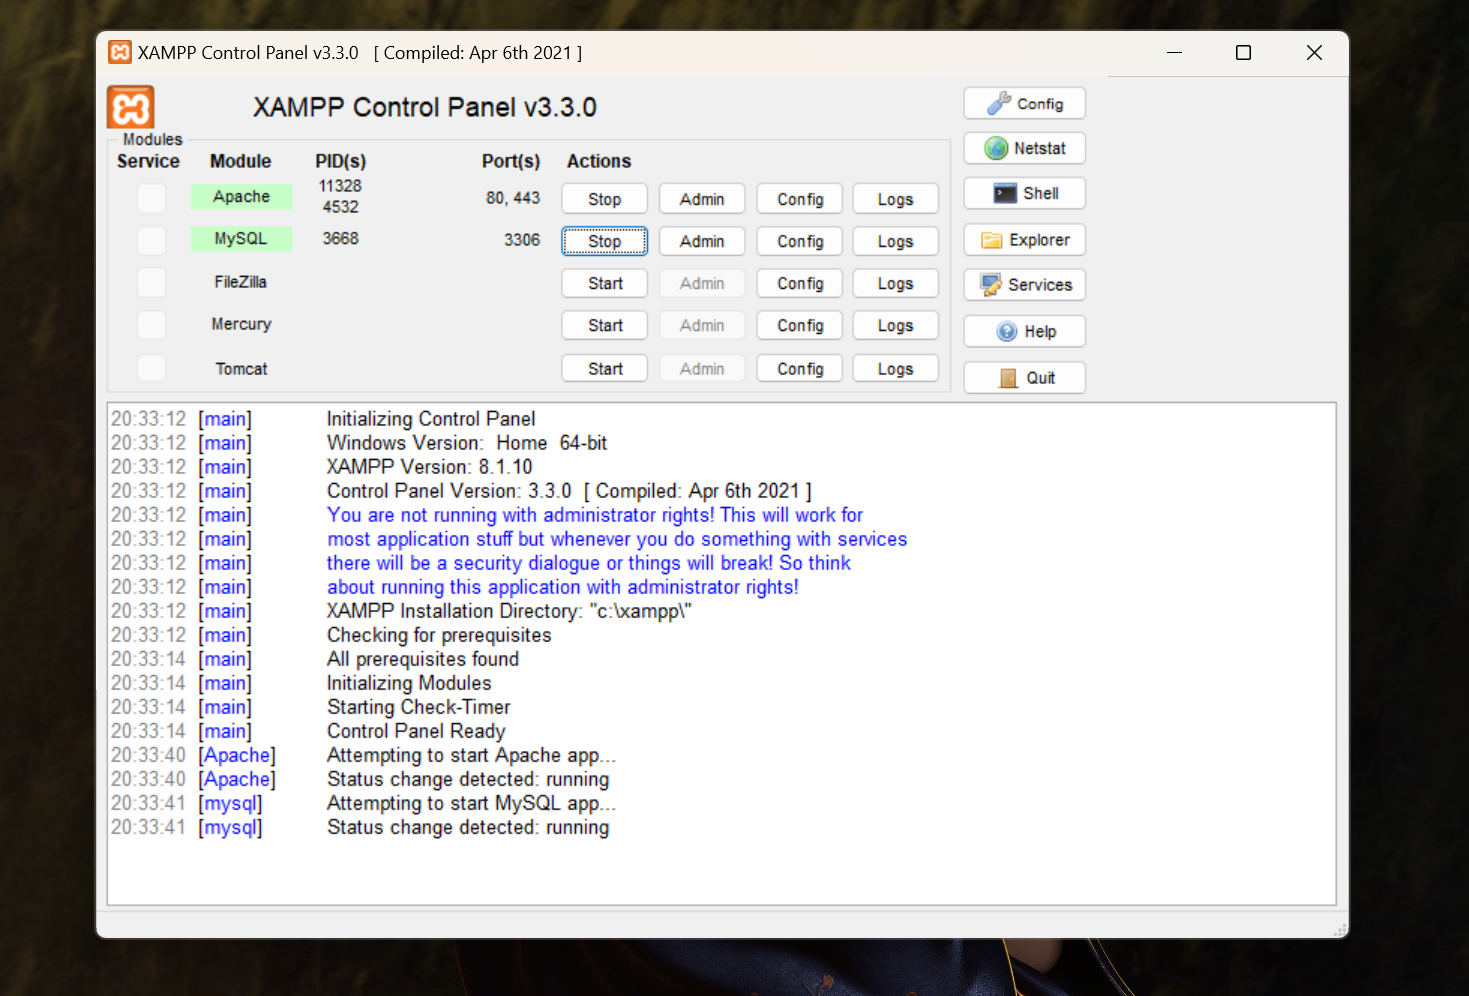 XAMPP Control Panel v3.3.0 [ Compiled: Apr 6th 2021 ]
XAMPP Control Panel v3.3.0
Config
Modules
Service Module PID(s) Port(s) Actions
Netstat
Apache 11328 4532 80, 443 Stop Admin Config Logs
Shell
MySQL 3668 3306 Stop Admin Config Logs
Explorer
FileZilla Start Admin Config Logs
Services
Mercury Start Admin Config Logs
Help
Tomcat Start Admin Config Logs
Quit
20:33:12 [main] Initializing Control Panel
20:33:12 [main] Windows Version: Home 64-bit
20:33:12 [main] XAMPP Version: 8.1.10
20:33:12 [main] Control Panel Version: 3.3.0 [ Compiled: Apr 6th 2021 ]
20:33:12 [main] You are not running with administrator rights! This will work for
20:33:12 [main] most application stuff but whenever you do something with services
20:33:12 [main] there will be a security dialogue or things will break! So think
20:33:12 [main] about running this application with administrator rights!
20:33:12 [main] XAMPP Installation Directory: "c:\xampp\"
20:33:12 [main] Checking for prerequisites
20:33:14 [main] All prerequisites found
20:33:14 [main] Initializing Modules
20:33:14 [main] Starting Check-Timer
20:33:14 [main] Control Panel Ready
20:33:40 [Apache] Attempting to start Apache app...
20:33:40 [Apache] Status change detected: running
20:33:41 [mysql] Attempting to start MySQL app...
20:33:41 [mysql] Status change detected: running